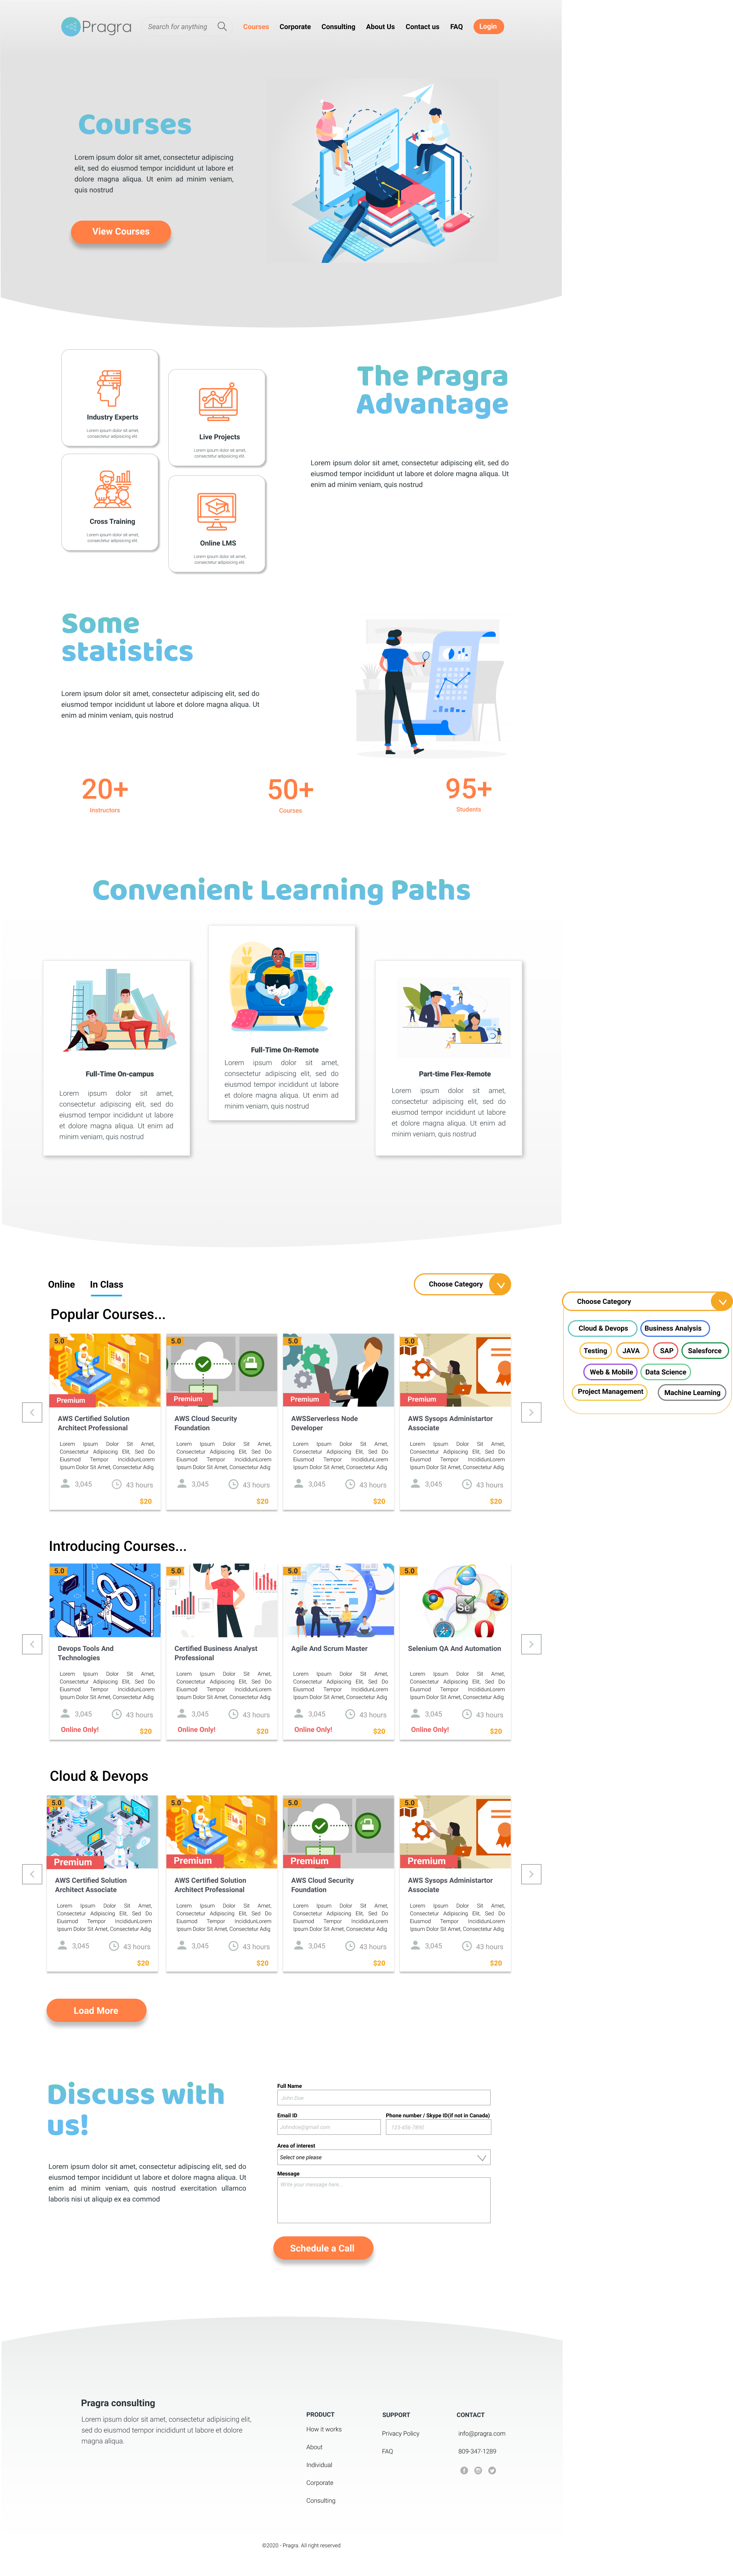 Pragra
Search for anything
Courses
Corporate
Consulting
About Us
Contact us
FAQ
Login
Courses
Lorem ipsum dolor sit amet, consectetur adipiscing
elit, sed do eiusmod tempor incididunt ut labore et
dolore magna aliqua. Ut enim ad minim veniam,
quis nostrud
View Courses
Industry Experts
Lorem ipsum dolor sit amet,
consectetur adipisicing elit.
Live Projects
Lorem ipsum dolor sit amet,
consectetur adipisicing elit.
Cross Training
Lorem ipsum dolor sit amet,
consectetur adipisicing elit.
Online LMS
Lorem ipsum dolor sit amet,
consectetur adipisicing elit.
The Pragra
Advantage
Lorem ipsum dolor sit amet, consectetur adipiscing elit, sed do
eiusmod tempor incididunt ut labore et dolore magna aliqua. Ut
enim ad minim veniam, quis nostrud
Some
statistics
Lorem ipsum dolor sit amet, consectetur adipiscing elit, sed do
eiusmod tempor incididunt ut labore et dolore magna aliqua. Ut
enim ad minim veniam, quis nostrud
20+
Instructors
50+
Courses
95+
Students
Convenient Learning Paths
Full-Time On-campus
Lorem ipsum dolor sit amet,
consectetur adipiscing elit, sed do
eiusmod tempor incididunt ut labore
et dolore magna aliqua. Ut enim ad
minim veniam, quis nostrud
Full-Time On-Remote
Lorem ipsum dolor sit amet,
consectetur adipiscing elit, sed do
eiusmod tempor incididunt ut labore
et dolore magna aliqua. Ut enim ad
minim veniam, quis nostrud
Part-time Flex-Remote
Lorem ipsum dolor sit amet,
consectetur adipiscing elit, sed do
eiusmod tempor incididunt ut labore
et dolore magna aliqua. Ut enim ad
minim veniam, quis nostrud
Online
In Class
Choose Category
Choose Category
Cloud & Devops
Business Analysis
Testing
JAVA
SAP
Salesforce
Web & Mobile
Data Science
Project Management
Machine Learning
Popular Courses...
5.0
Premium
AWS Certified Solution
Architect Professional
Lorem Ipsum Dolor Sit Amet,
Consectetur Adipiscing Elit, Sed Do
Eiusmod Tempor IncididunLorem
Ipsum Dolor Sit Amet, Consectetur Adig
3,045
43 hours
$20
5.0
Premium
AWS Cloud Security
Foundation
Lorem Ipsum Dolor Sit Amet,
Consectetur Adipiscing Elit, Sed Do
Eiusmod Tempor IncididunLorem
Ipsum Dolor Sit Amet, Consectetur Adig
3,045
43 hours
$20
5.0
Premium
AWSServerless Node
Developer
Lorem Ipsum Dolor Sit Amet,
Consectetur Adipiscing Elit, Sed Do
Eiusmod Tempor IncididunLorem
Ipsum Dolor Sit Amet, Consectetur Adig
3,045
43 hours
$20
5.0
Premium
AWS Sysops Administartor
Associate
Lorem Ipsum Dolor Sit Amet,
Consectetur Adipiscing Elit, Sed Do
Eiusmod Tempor IncididunLorem
Ipsum Dolor Sit Amet, Consectetur Adig
3,045
43 hours
$20
Introducing Courses...
5.0
Devops Tools And
Technologies
Lorem Ipsum Dolor Sit Amet,
Consectetur Adipiscing Elit, Sed Do
Eiusmod Tempor IncididunLorem
Ipsum Dolor Sit Amet, Consectetur Adig
3,045
43 hours
Online Only!
$20
5.0
Certified Business Analyst
Professional
Lorem Ipsum Dolor Sit Amet,
Consectetur Adipiscing Elit, Sed Do
Eiusmod Tempor IncididunLorem
Ipsum Dolor Sit Amet, Consectetur Adig
3,045
43 hours
Online Only!
$20
5.0
Agile And Scrum Master
Lorem Ipsum Dolor Sit Amet,
Consectetur Adipiscing Elit, Sed Do
Eiusmod Tempor IncididunLorem
Ipsum Dolor Sit Amet, Consectetur Adig
3,045
43 hours
Online Only!
$20
5.0
Se
Selenium QA And Automation
Lorem Ipsum Dolor Sit Amet,
Consectetur Adipiscing Elit, Sed Do
Eiusmod Tempor IncididunLorem
Ipsum Dolor Sit Amet, Consectetur Adig
3,045
43 hours
Online Only!
$20
Cloud & Devops
5.0
Premium
AWS Certified Solution
Architect Associate
Lorem Ipsum Dolor Sit Amet,
Consectetur Adipiscing Elit, Sed Do
Eiusmod Tempor IncididunLorem
Ipsum Dolor Sit Amet, Consectetur Adig
3,045
43 hours
$20
5.0
Premium
AWS Certified Solution
Architect Professional
Lorem Ipsum Dolor Sit Amet,
Consectetur Adipiscing Elit, Sed Do
Eiusmod Tempor IncididunLorem
Ipsum Dolor Sit Amet, Consectetur Adig
3,045
43 hours
$20
5.0
Premium
AWS Cloud Security
Foundation
Lorem Ipsum Dolor Sit Amet,
Consectetur Adipiscing Elit, Sed Do
Eiusmod Tempor IncididunLorem
Ipsum Dolor Sit Amet, Consectetur Adig
3,045
43 hours
$20
5.0
Premium
AWS Sysops Administartor
Associate
Lorem Ipsum Dolor Sit Amet,
Consectetur Adipiscing Elit, Sed Do
Eiusmod Tempor IncididunLorem
Ipsum Dolor Sit Amet, Consectetur Adig
3,045
43 hours
$20
Load More
Discuss with
us!
Lorem ipsum dolor sit amet, consectetur adipiscing elit, sed do
eiusmod tempor incididunt ut labore et dolore magna aliqua. Ut
enim ad minim veniam, quis nostrud exercitation ullamco
laboris nisi ut aliquip ex ea commod
Full Name
John Doe
Email ID
Johndoe@gmail.com
Phone number / Skype ID(if not in Canada)
123 456 7890
Area of interest
Select one please
Message
Write your message here...
Schedule a Call
Pragra consulting
Lorem ipsum dolor sit amet, consectetur adipiscing elit,
sed do eiusmod tempor incididunt ut labore et dolore
magna aliqua.
PRODUCT
How it works
About
Individual
Corporate
Consulting
SUPPORT
Privacy Policy
FAQ
CONTACT
info@pragra.com
809-347-1289
©2020 - Pragra. All right reserved